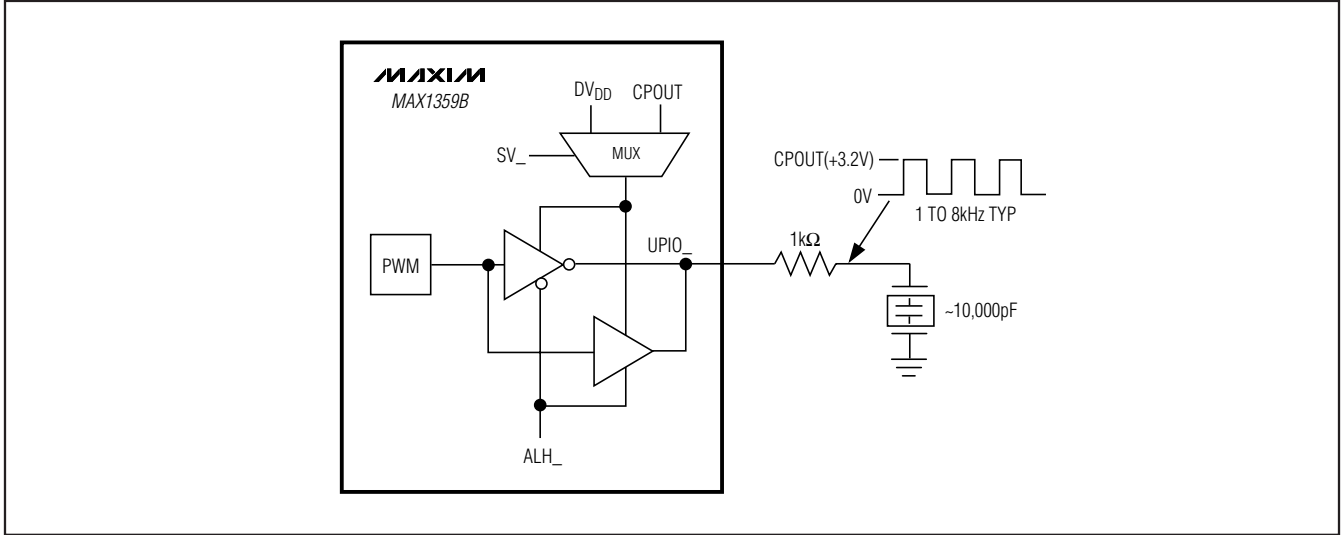 MAXIM
MAX1359B
DVDD CPOUT
SV_
MUX
CPOUT(+3.2V)
0V
1 TO 8kHz TYP
PWM
UPIO_
1kΩ
~10,000pF
ALH_